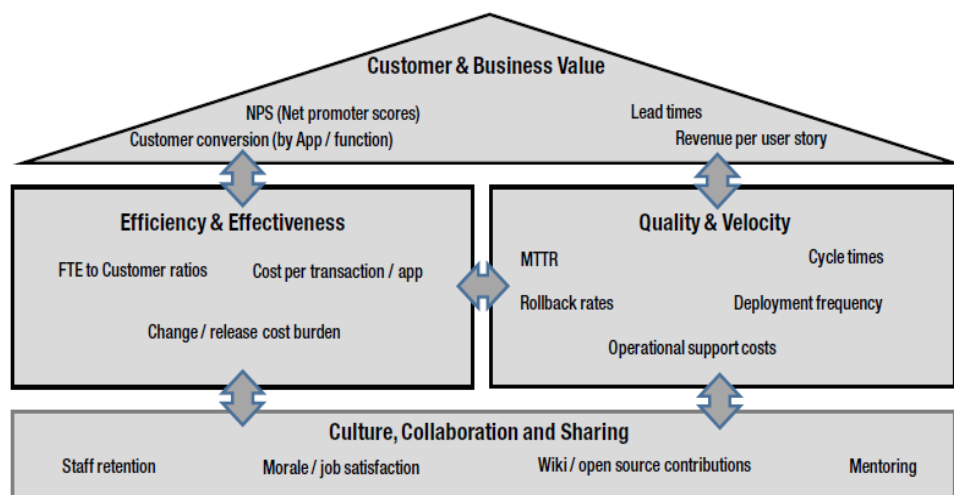 Customer & Business Value
NPS (Net promoter scores)
Lead times
Customer conversion (by App / function)
Revenue per user story
Efficiency & Effectiveness
FTE to Customer ratios
Cost per transaction / app
Change / release cost burden
Quality & Velocity
MTTR
Cycle times
Rollback rates
Deployment frequency
Operational support costs
Culture, Collaboration and Sharing
Staff retention
Morale / job satisfaction
Wiki / open source contributions
Mentoring